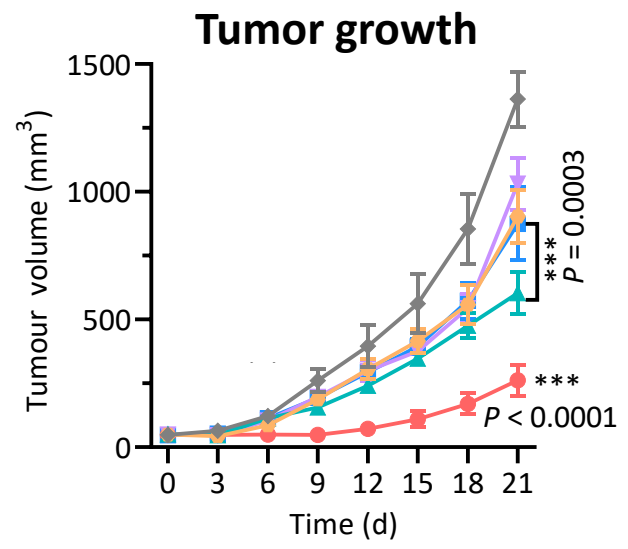 Tumor growth
1500
1000
500
0
Tumour volume (mm³)
0 3 6 9 12 15 18 21
Time (d)
***
P = 0.0003
***
P < 0.0001